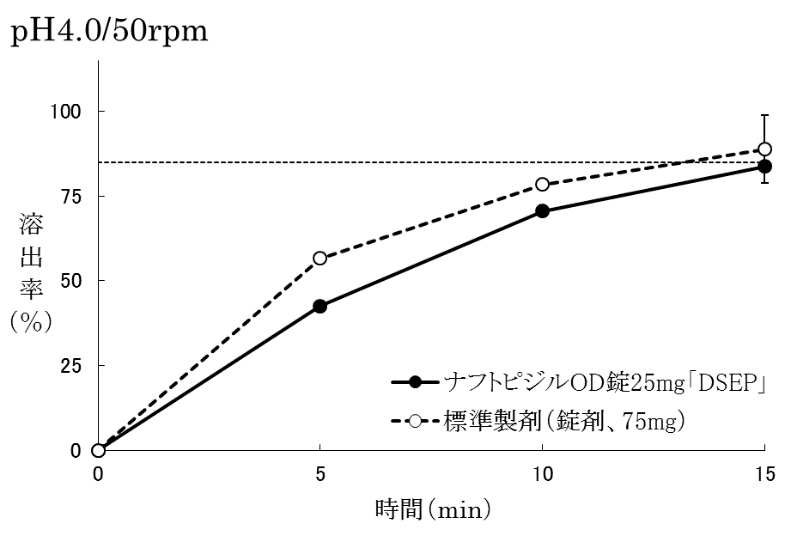 pH4.0/50rpm
100
75
50
25
0
溶出率(%)
0 5 10 15
時間(min)
ナフトピジルOD錠25mg「DSEP」
標準製剤(錠剤、75mg)